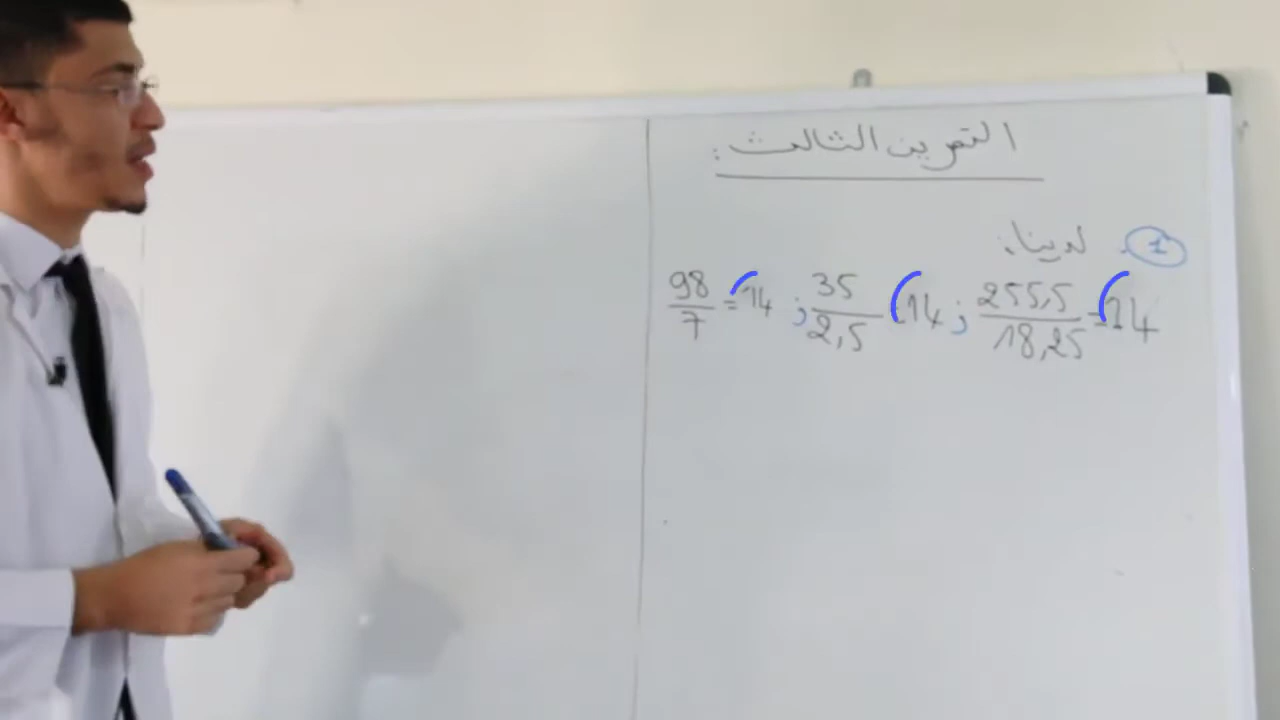 التمرين الثالث:
1. لدينا:
98/7 = 14 ; 35/2,5 = 14 ; 255,5/18,25 = 14